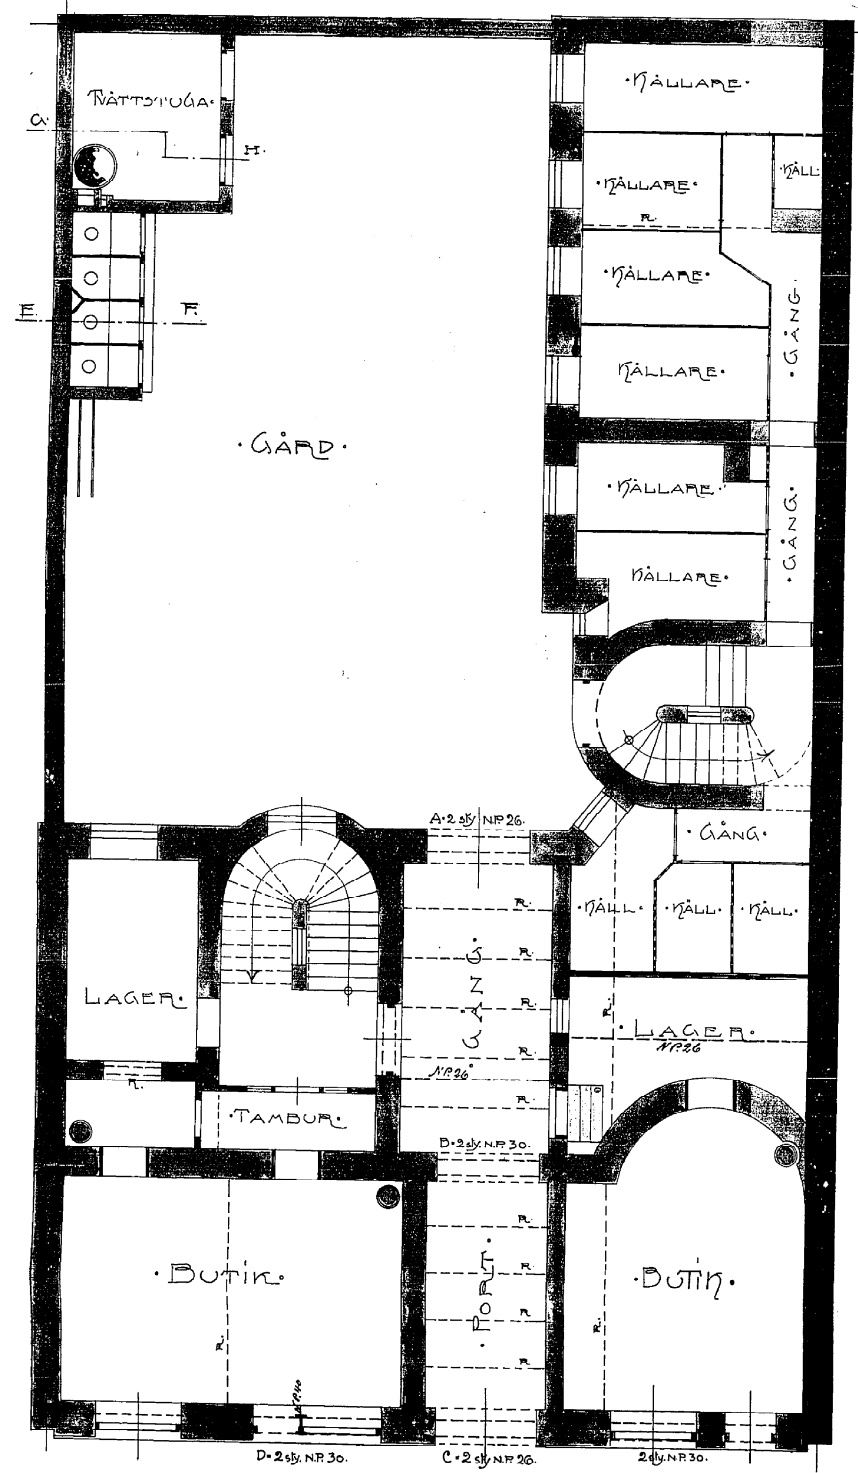 ·KÄLLARE·
TVÄTTSTUGA·
G.
H.
·KÄLL
·KÄLLARE·
R.
·KÄLLARE·
E.
F.
·GÅNG·
·KÄLLARE·
·GÅRD·
·KÄLLARE·
·GÅNG·
·KÄLLARE·
A=2 sty N.P. 26.
·GÅNG·
R.
·KÄLL·
·KÄLL·
·KÄLL·
R.
GÅNG·
LAGER·
R.
R.
·LAGER·
N.P. 26
R.
N.P. 26
R.
R.
·TAMBUR·
B=2 sty. N.P. 30.
R.
·BUTIK·
R.
·PORT·
·BUTIK·
R.
R.
R.
R.
D=2 sty. N.P. 30.
C=2 sty. N.P. 26.
2 sty. N.P. 30.